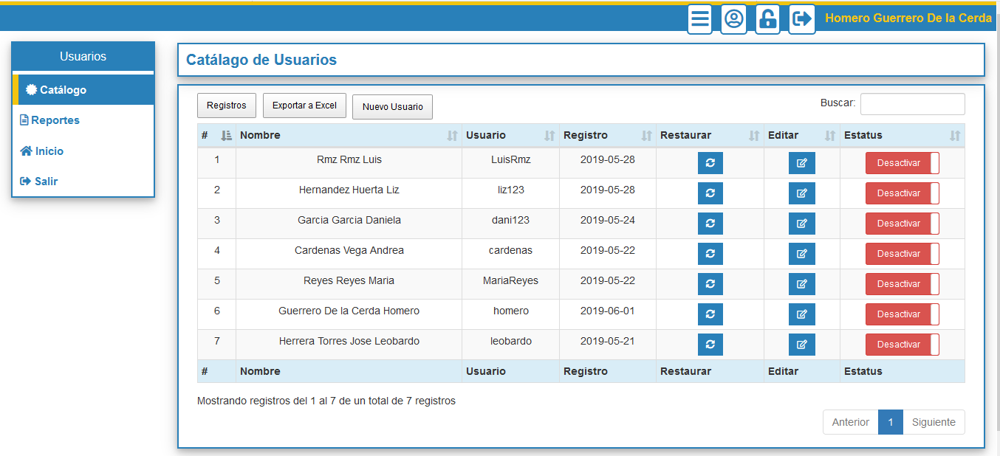 Homero Guerrero De la Cerda
Usuarios
Catálogo
Reportes
Inicio
Salir
Catálago de Usuarios
Registros Exportar a Excel Nuevo Usuario Buscar:
# Nombre Usuario Registro Restaurar Editar Estatus
1 Rmz Rmz Luis LuisRmz 2019-05-28 Desactivar
2 Hernandez Huerta Liz liz123 2019-05-28 Desactivar
3 Garcia Garcia Daniela dani123 2019-05-24 Desactivar
4 Cardenas Vega Andrea cardenas 2019-05-22 Desactivar
5 Reyes Reyes Maria MariaReyes 2019-05-22 Desactivar
6 Guerrero De la Cerda Homero homero 2019-06-01 Desactivar
7 Herrera Torres Jose Leobardo leobardo 2019-05-21 Desactivar
# Nombre Usuario Registro Restaurar Editar Estatus
Mostrando registros del 1 al 7 de un total de 7 registros
Anterior 1 Siguiente